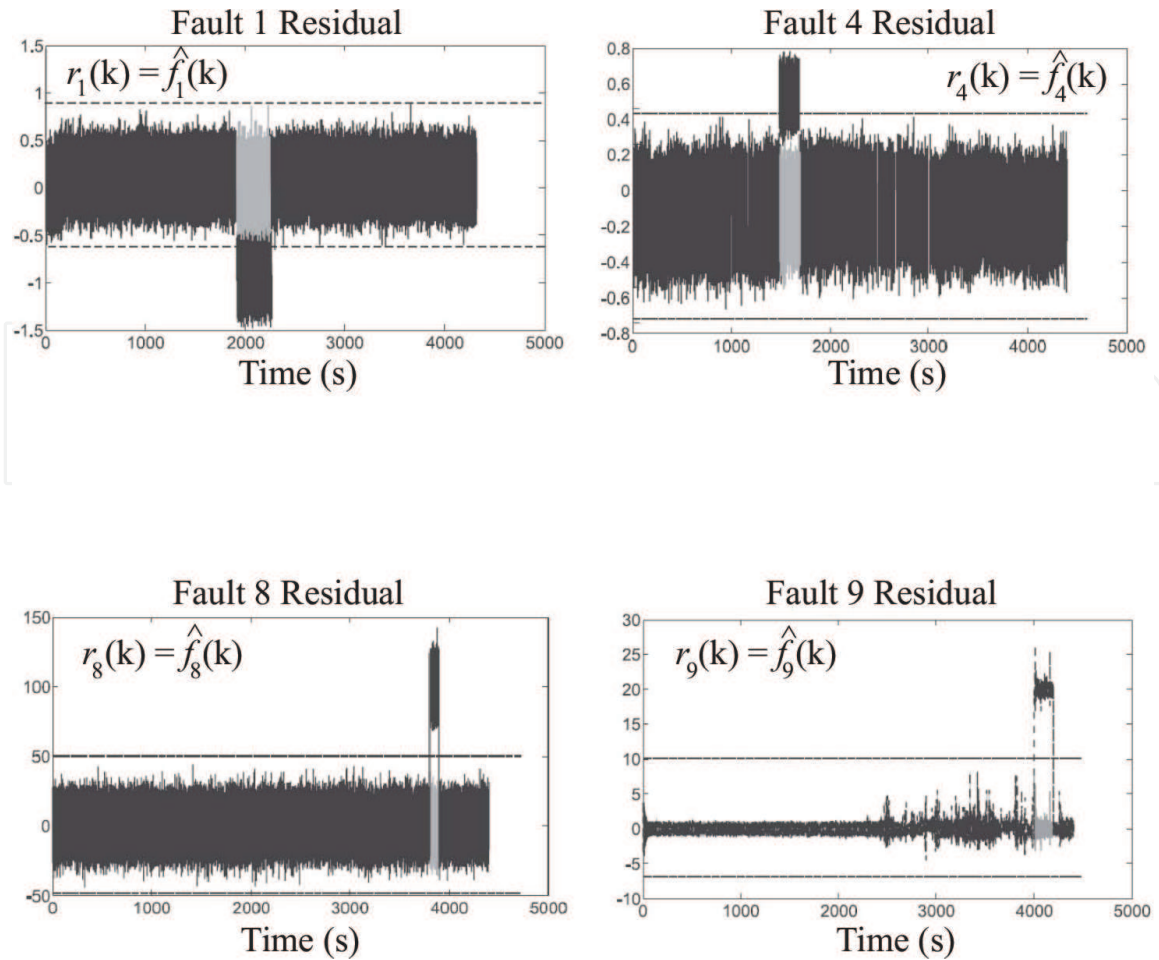 Fault 1 Residual
r₁(k) = f̂₁(k)
1.5
1
0.5
0
-0.5
-1
-1.5
0 1000 2000 3000 4000 5000
Time (s)
Fault 4 Residual
r₄(k) = f̂₄(k)
0.8
0.6
0.4
0.2
0
-0.2
-0.4
-0.6
-0.8
0 1000 2000 3000 4000 5000
Time (s)
Fault 8 Residual
r₈(k) = f̂₈(k)
150
100
50
0
-50
0 1000 2000 3000 4000 5000
Time (s)
Fault 9 Residual
r₉(k) = f̂₉(k)
30
25
20
15
10
5
0
-5
-10
0 1000 2000 3000 4000 5000
Time (s)